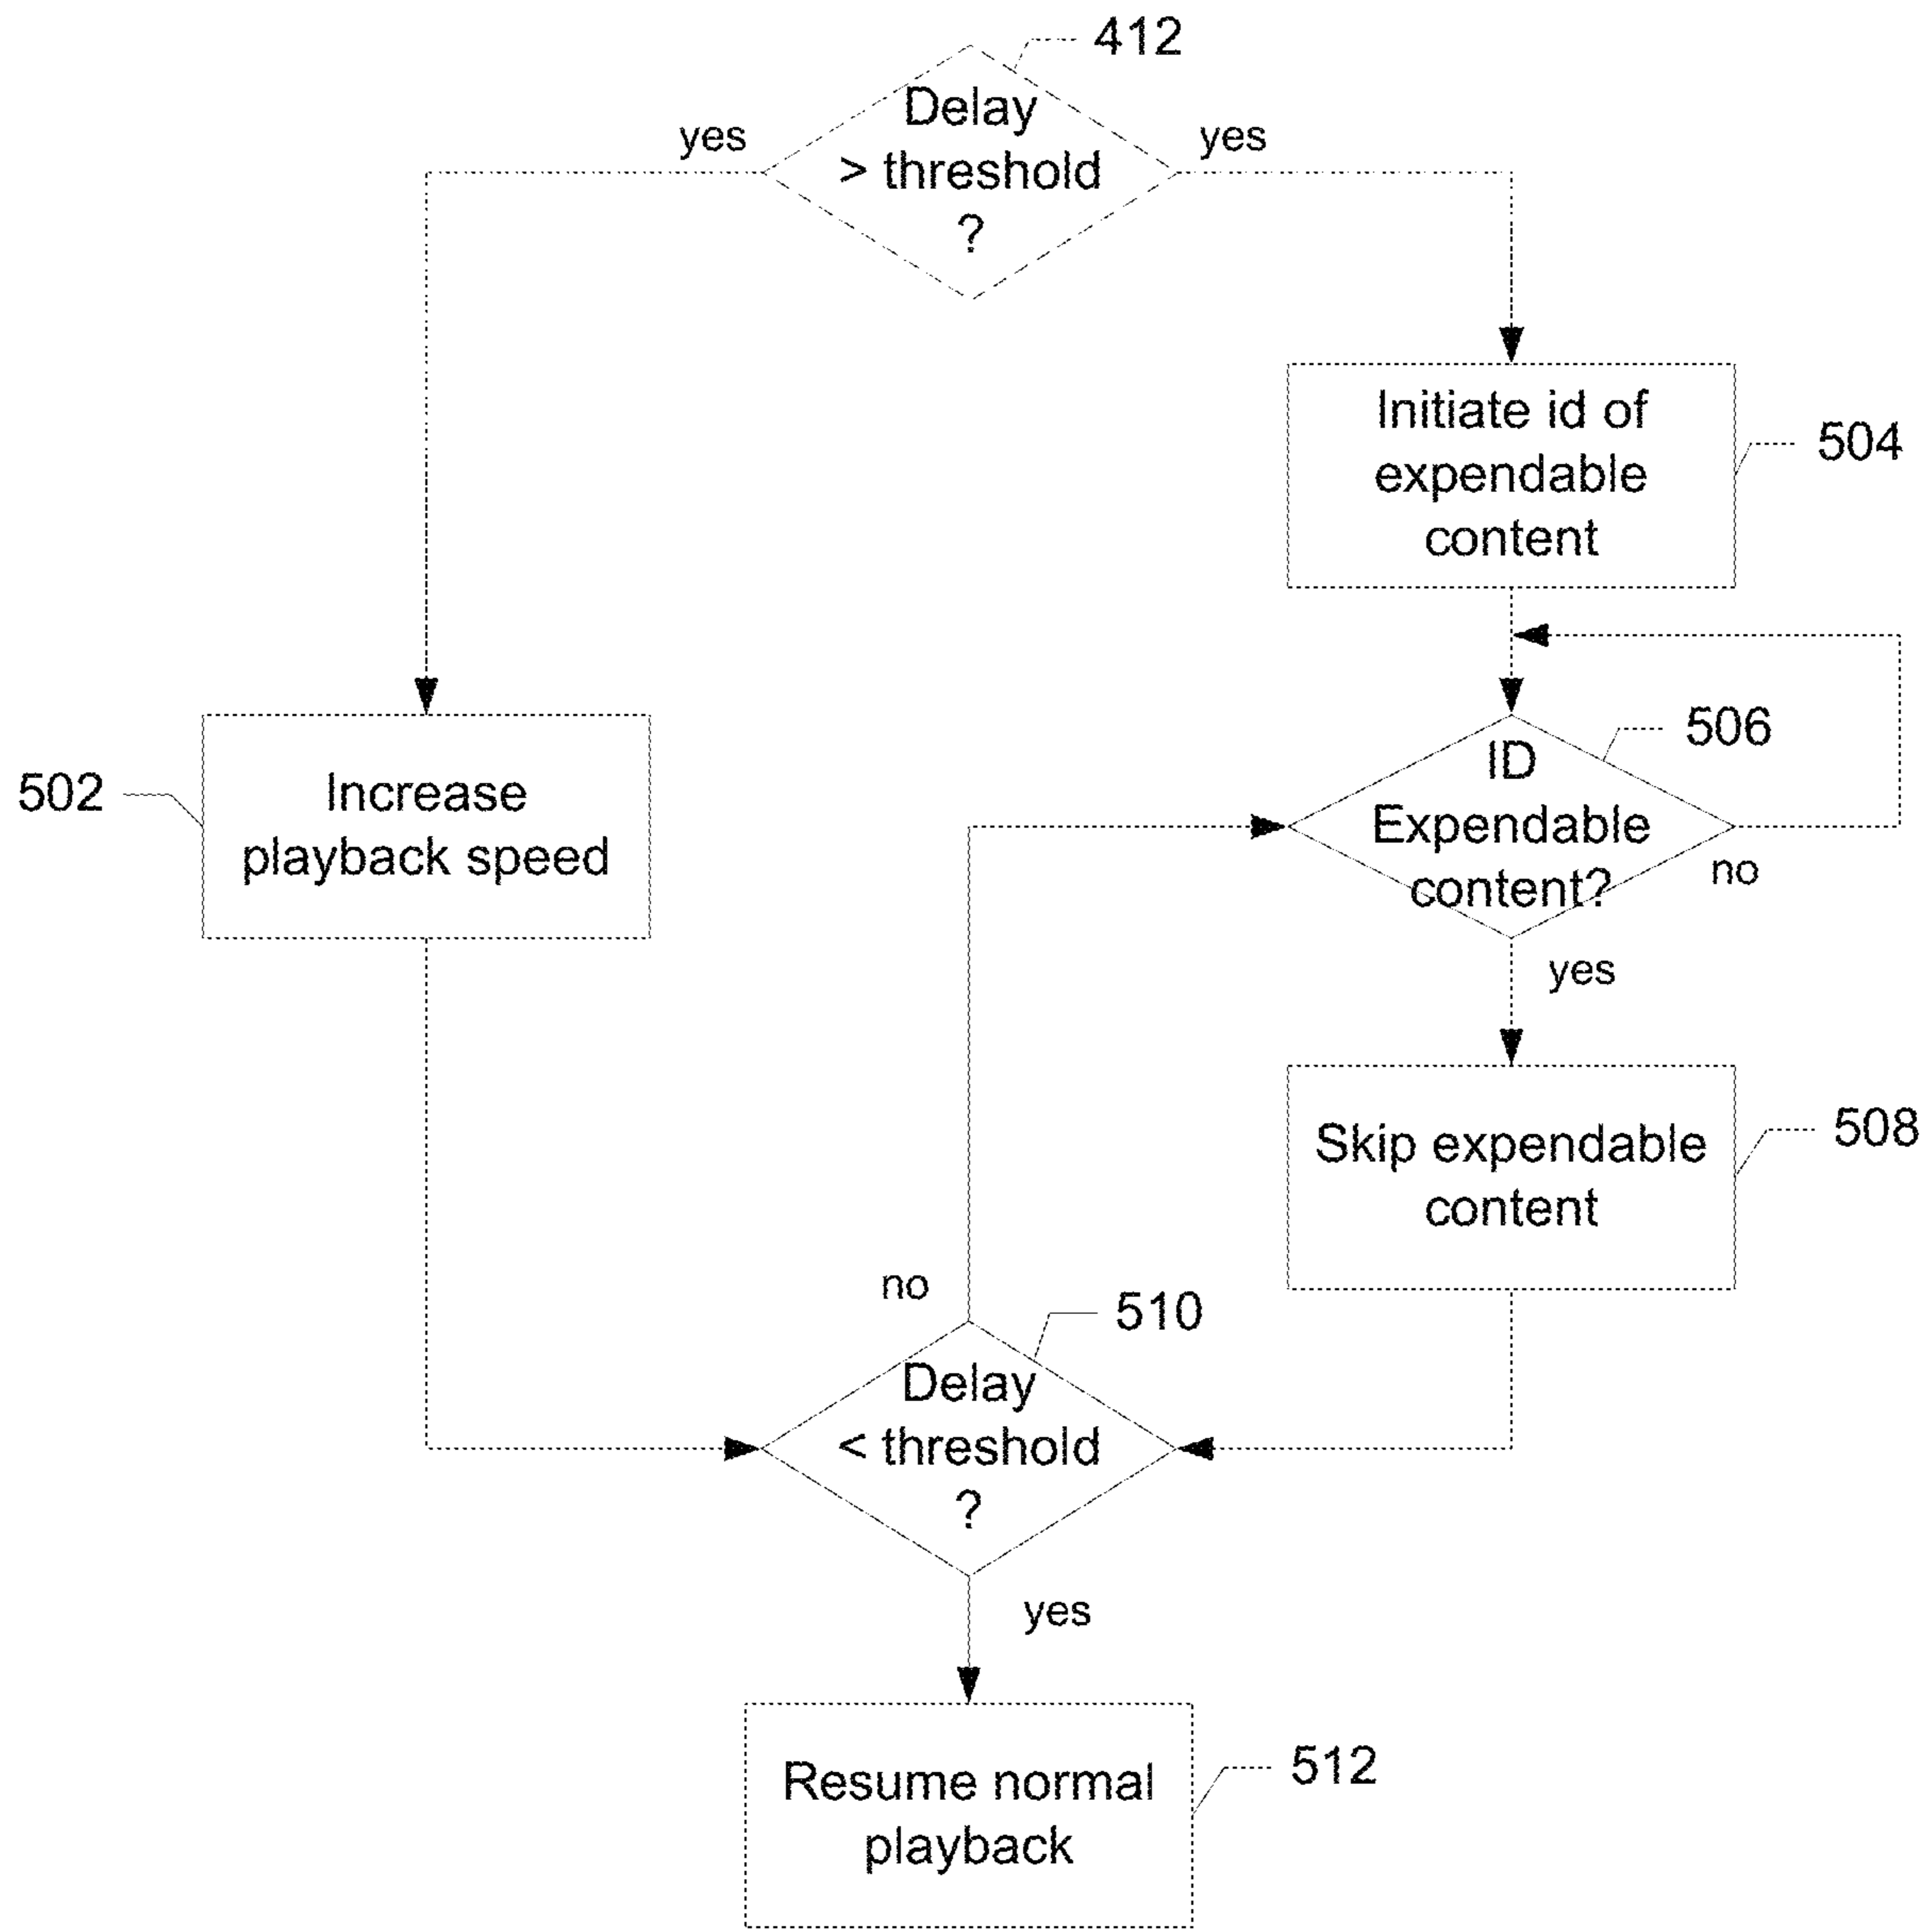 412
Delay
> threshold
?
yes
yes
Initiate id of
expendable
content
504
502
Increase
playback speed
ID
Expendable
content?
506
no
yes
Skip expendable
content
508
no
510
Delay
< threshold
?
yes
Resume normal
playback
512